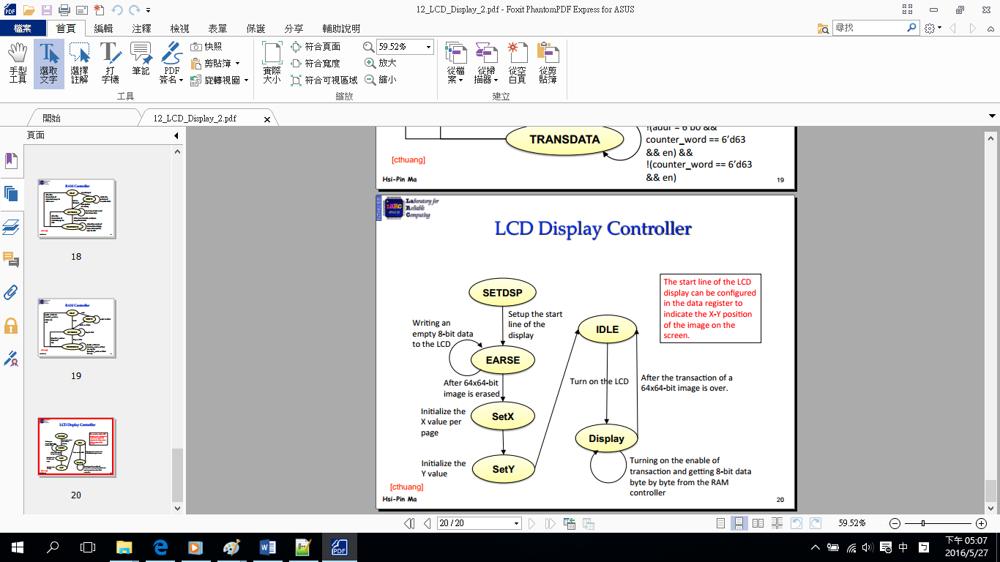 12_LCD_Display_2.pdf - Foxit PhantomPDF Express for ASUS
檔案 首頁 編輯 注釋 檢視 表單 保護 分享 輔助說明
尋找
手型
工具
選取
文字
選擇
註解
打
字機
筆記
PDF
簽名
快照
剪貼簿
旋轉視圖
工具
實際
大小
符合頁面
符合寬度
符合可視區域
59.52%
放大
縮小
縮放
從檔
案
從掃
描器
從空
白頁
從剪
貼簿
建立
開始
12_LCD_Display_2.pdf
頁面
RAM Controller
18
RAM Controller
19
LCD Display Controller
20
TRANSDATA
!(addr = 6'b0 &&
counter_word == 6'd63
&& en) &&
!(counter_word == 6'd63
&& en)
[cthuang]
Hsi-Pin Ma
19
LaRC
Laboratory for
Reliable
Computing
LCD Display Controller
SETDSP
Setup the start
line of the
display
Writing an
empty 8-bit data
to the LCD
EARSE
After 64x64-bit
image is erased
Initialize the
X value per
page
SetX
Initialize the
Y value
SetY
IDLE
Turn on the LCD
After the transaction of a
64x64-bit image is over.
Display
Turning on the enable of
transaction and getting 8-bit data
byte by byte from the RAM
controller
The start line of the LCD
display can be configured
in the data register to
indicate the X-Y position
of the image on the
screen.
[cthuang]
Hsi-Pin Ma
20
20 / 20
59.52%
中
下午 05:07
2016/5/27